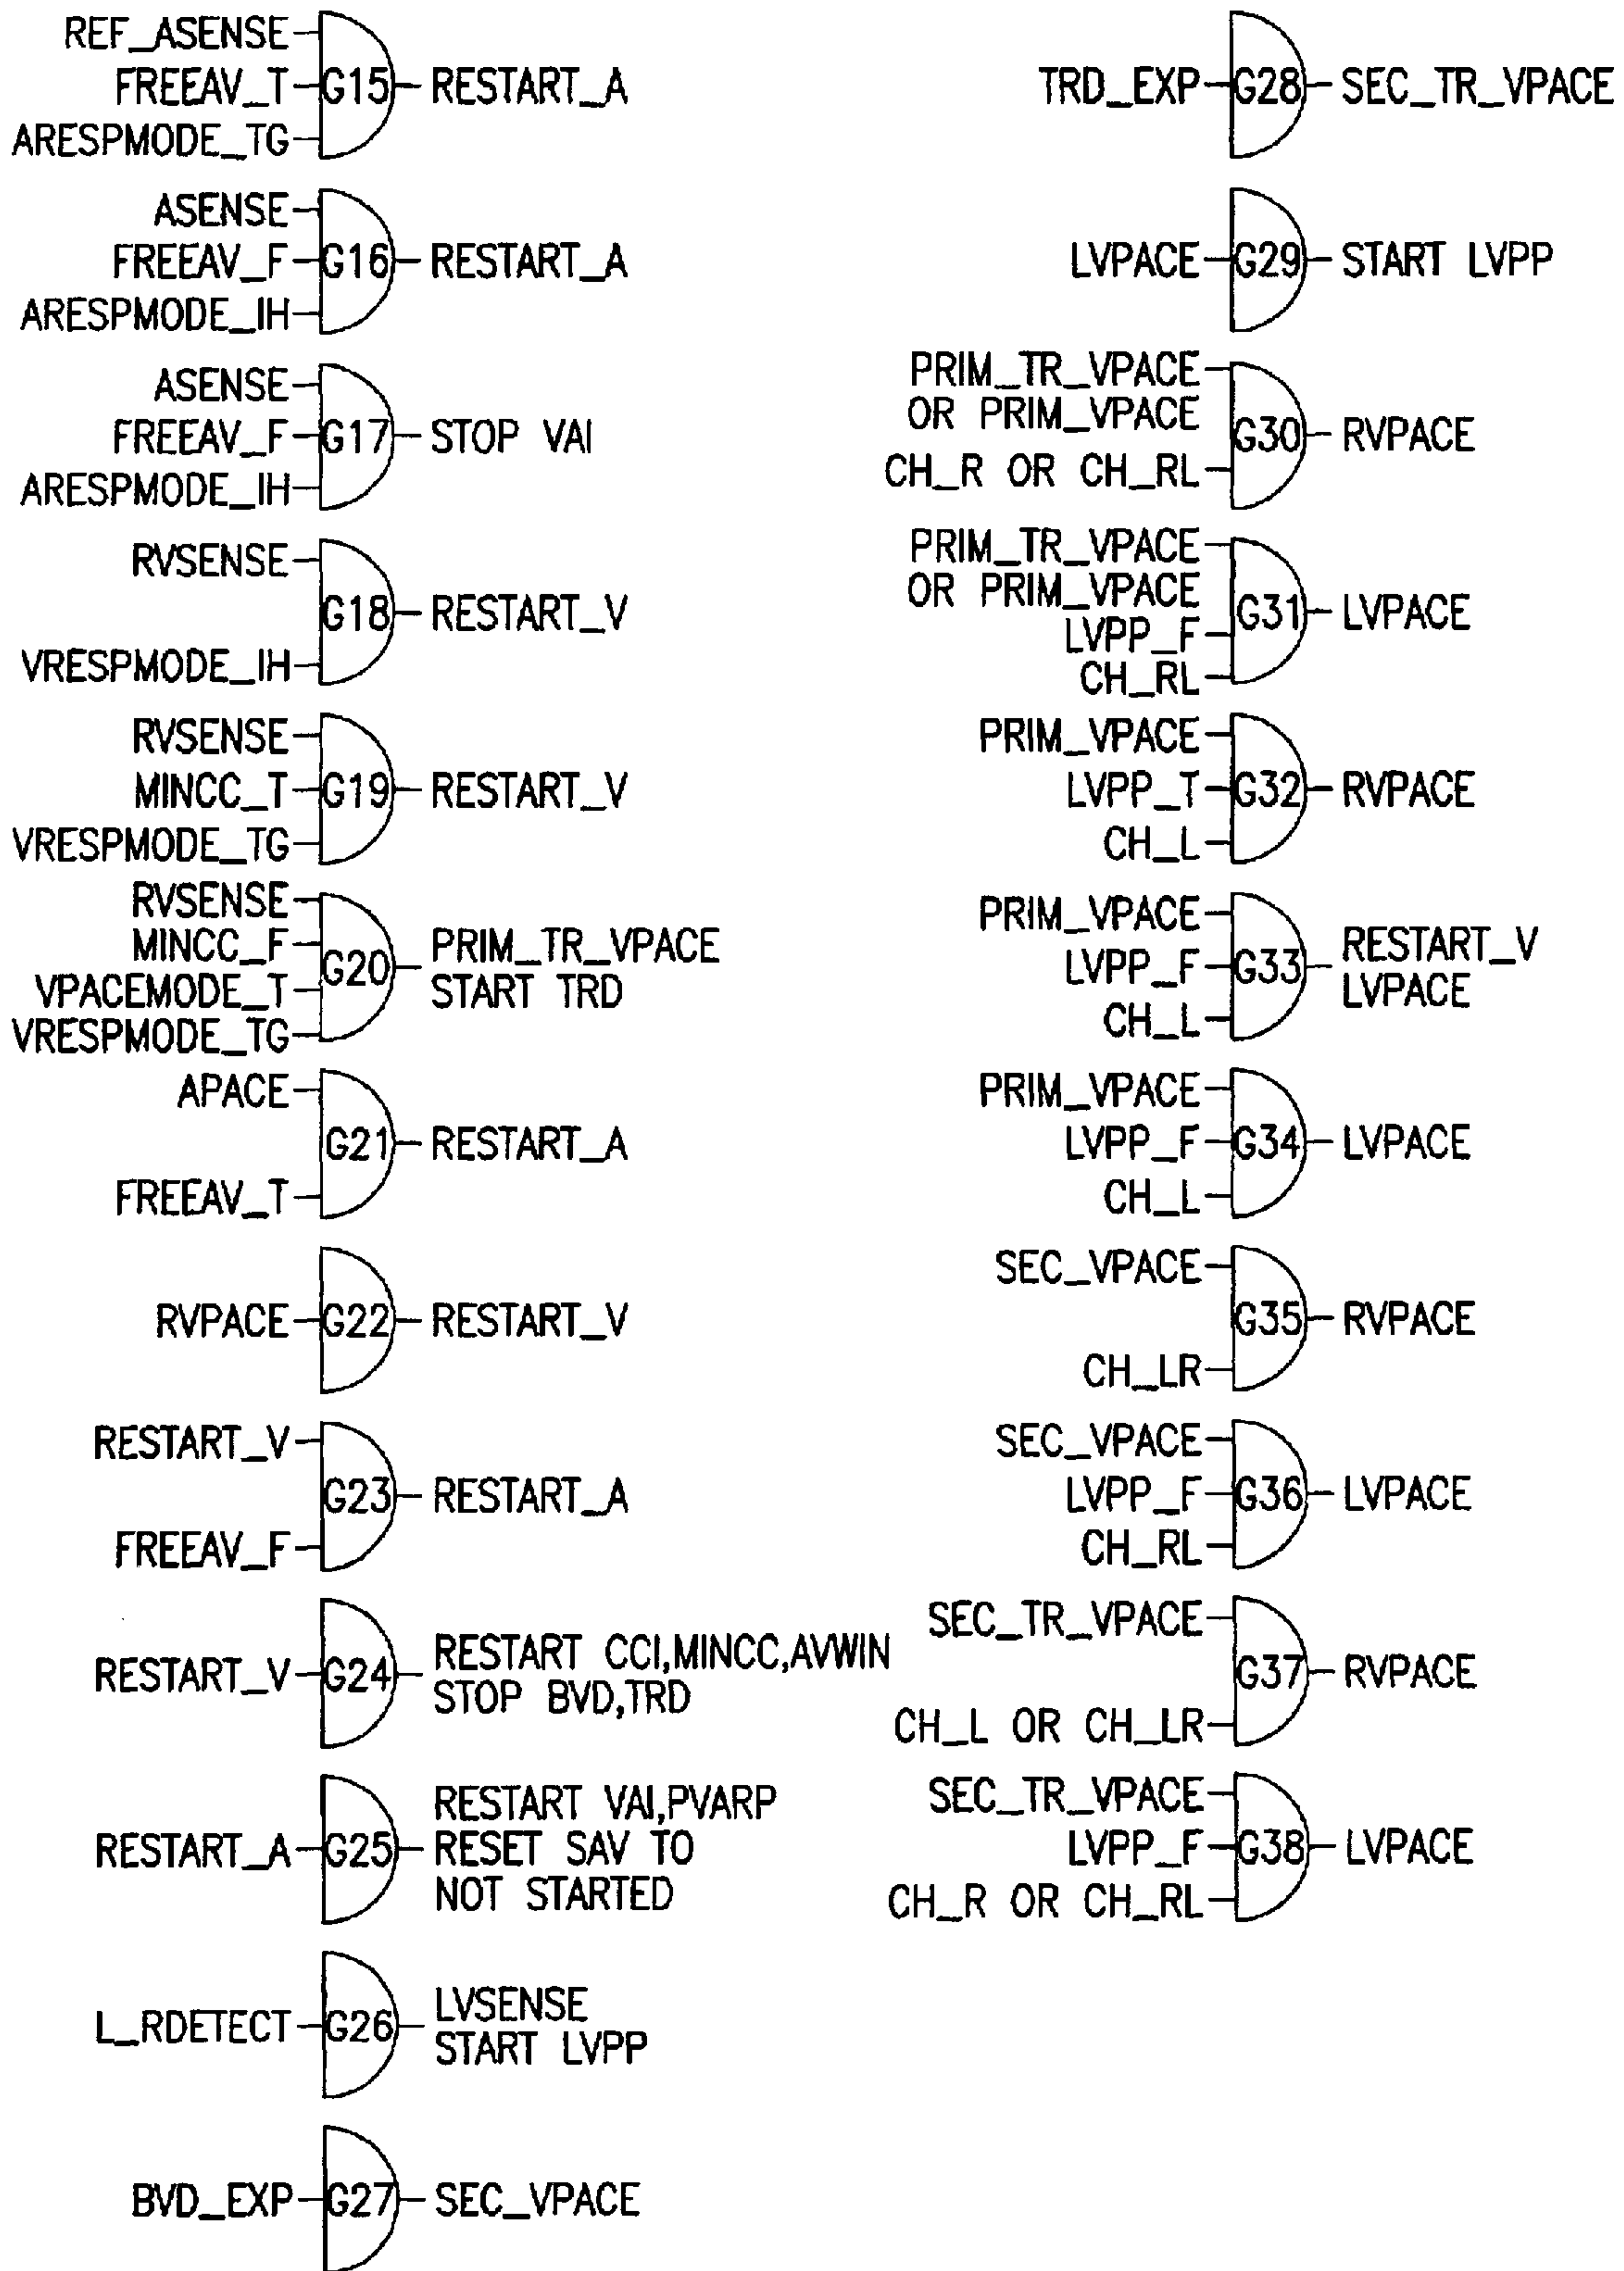 REF_ASENSE
FREEAV_T
ARESPMODE_TG
G15
RESTART_A
ASENSE
FREEAV_F
ARESPMODE_IH
G16
RESTART_A
ASENSE
FREEAV_F
ARESPMODE_IH
G17
STOP VAI
RVSENSE
VRESPMODE_IH
G18
RESTART_V
RVSENSE
MINCC_T
VRESPMODE_TG
G19
RESTART_V
RVSENSE
MINCC_F
VPACEMODE_T
VRESPMODE_TG
G20
PRIM_TR_VPACE
START TRD
APACE
FREEAV_T
G21
RESTART_A
RVPACE
G22
RESTART_V
RESTART_V
FREEAV_F
G23
RESTART_A
RESTART_V
G24
RESTART CCI,MINCC,AVWIN
STOP BVD,TRD
RESTART_A
G25
RESTART VAI,PVARP
RESET SAV TO
NOT STARTED
L_RDETECT
G26
LVSENSE
START LVPP
BVD_EXP
G27
SEC_VPACE
TRD_EXP
G28
SEC_TR_VPACE
LVPACE
G29
START LVPP
PRIM_TR_VPACE
OR PRIM_VPACE
CH_R OR CH_RL
G30
RVPACE
PRIM_TR_VPACE
OR PRIM_VPACE
LVPP_F
CH_RL
G31
LVPACE
PRIM_VPACE
LVPP_T
CH_L
G32
RVPACE
PRIM_VPACE
LVPP_F
CH_L
G33
RESTART_V
LVPACE
PRIM_VPACE
LVPP_F
CH_L
G34
LVPACE
SEC_VPACE
CH_LR
G35
RVPACE
SEC_VPACE
LVPP_F
CH_RL
G36
LVPACE
SEC_TR_VPACE
CH_L OR CH_LR
G37
RVPACE
SEC_TR_VPACE
LVPP_F
CH_R OR CH_RL
G38
LVPACE